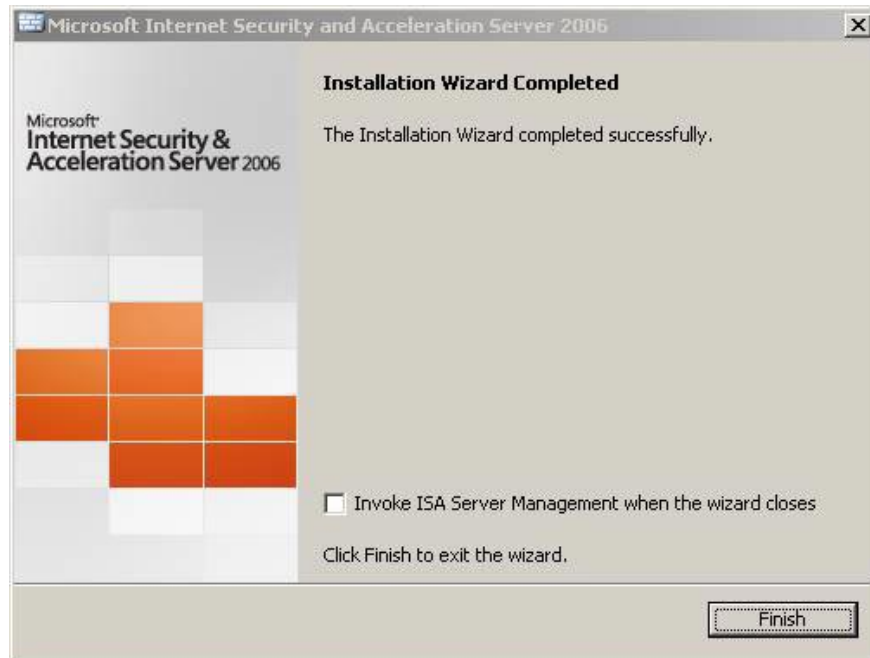 Microsoft Internet Security and Acceleration Server 2006
Microsoft
Internet Security &
Acceleration Server 2006
Installation Wizard Completed
The Installation Wizard completed successfully.
Invoke ISA Server Management when the wizard closes
Click Finish to exit the wizard.
Finish